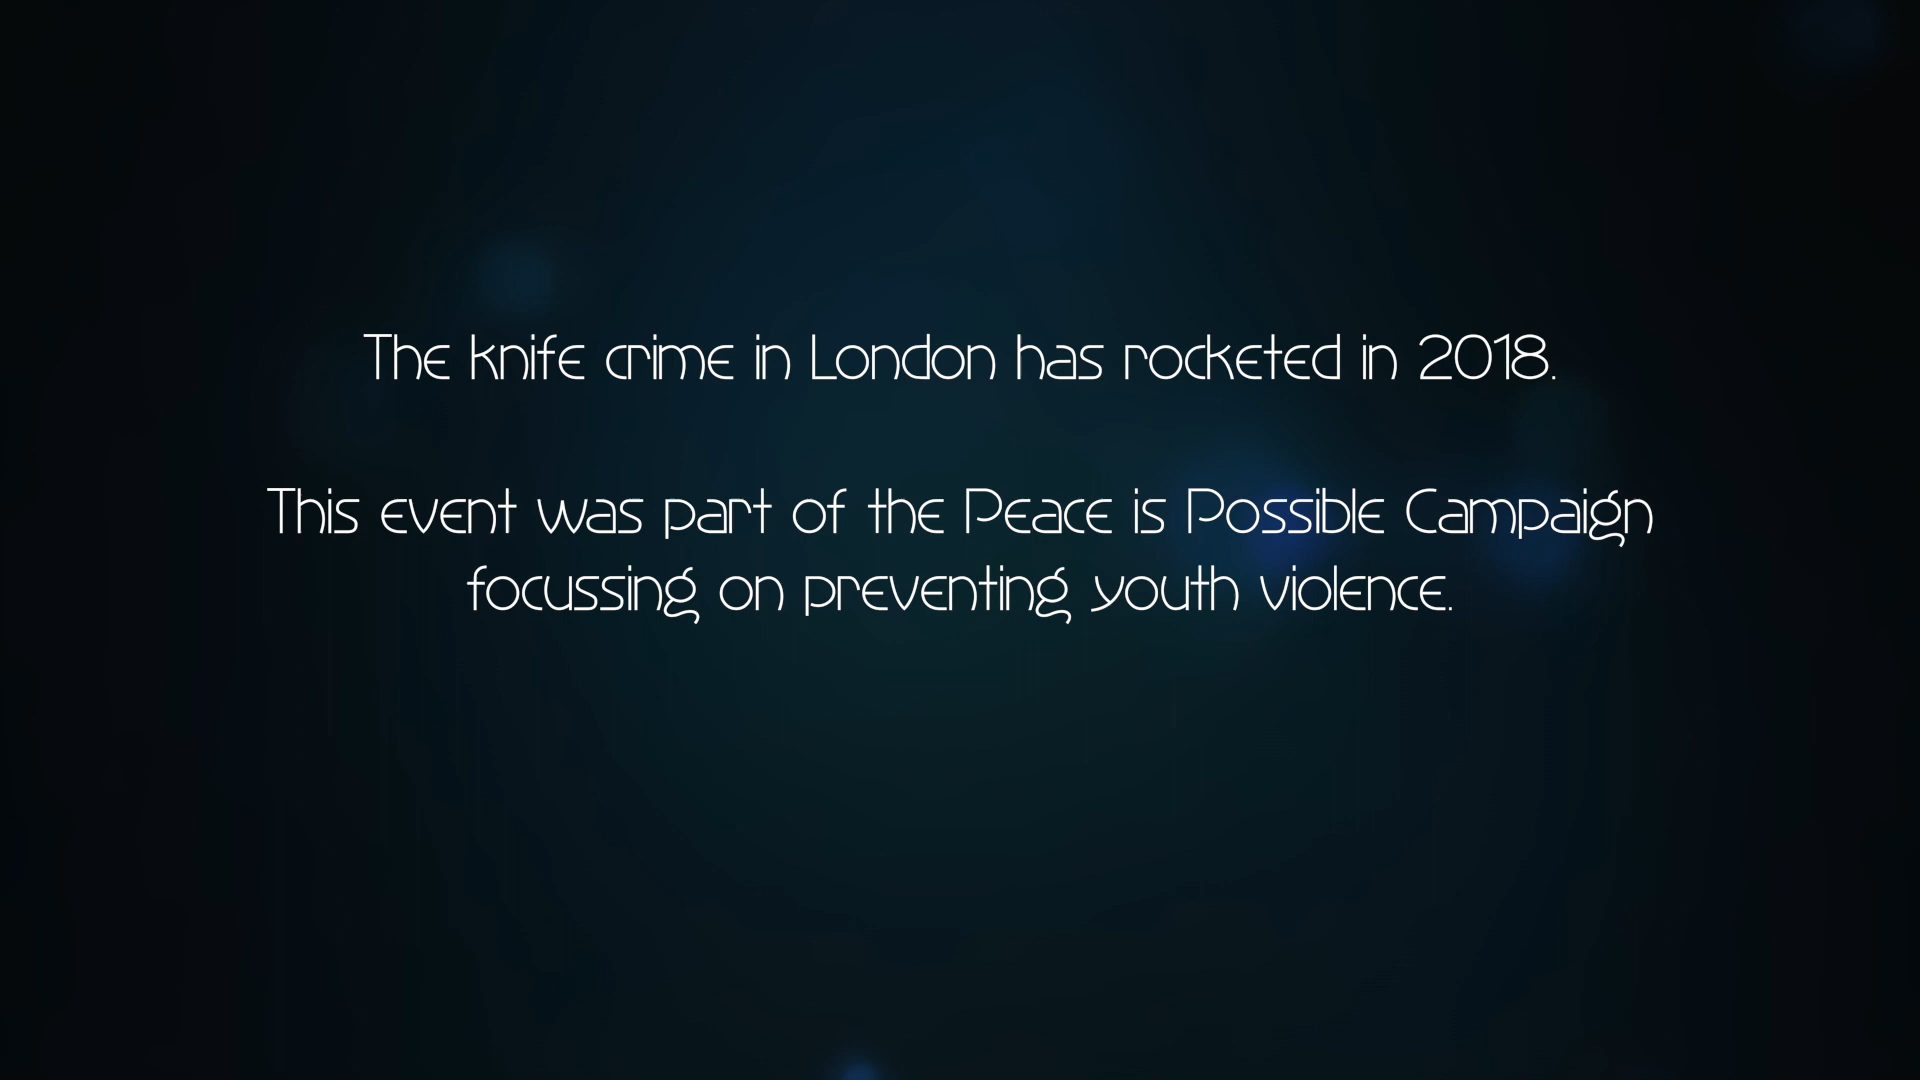 The knife crime in London has rocketed in 2018.
This event was part of the Peace is Possible Campaign
focussing on preventing youth violence.